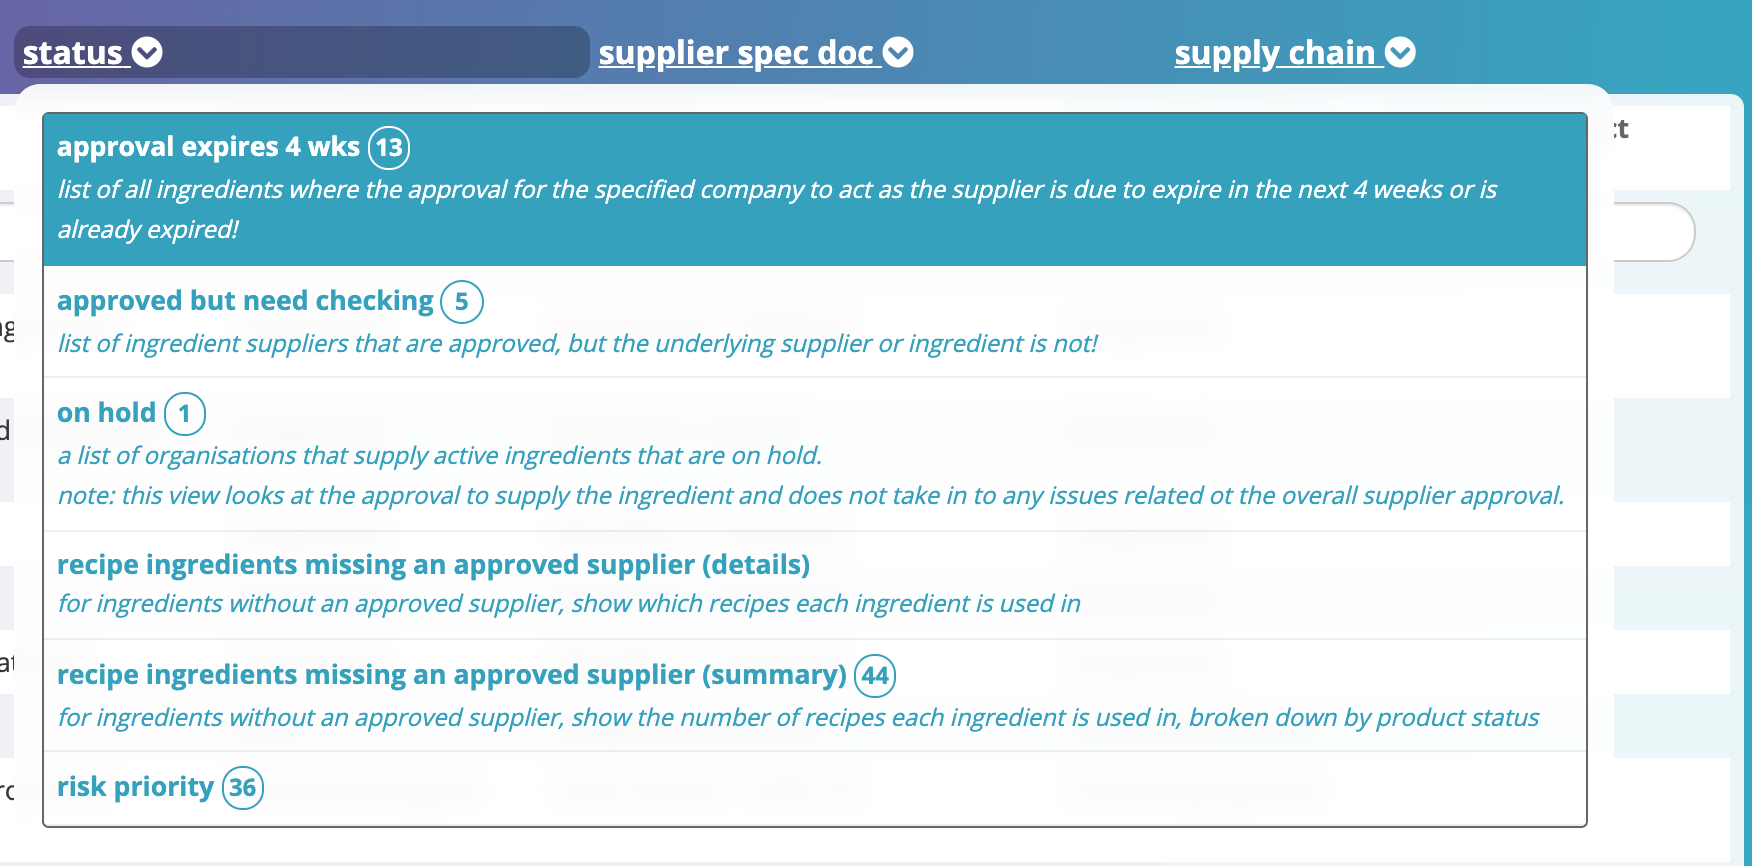 status
supplier spec doc
supply chain
approval expires 4 wks 13
list of all ingredients where the approval for the specified company to act as the supplier is due to expire in the next 4 weeks or is
already expired!
approved but need checking 5
list of ingredient suppliers that are approved, but the underlying supplier or ingredient is not!
on hold 1
a list of organisations that supply active ingredients that are on hold.
note: this view looks at the approval to supply the ingredient and does not take in to any issues related ot the overall supplier approval.
recipe ingredients missing an approved supplier (details)
for ingredients without an approved supplier, show which recipes each ingredient is used in
recipe ingredients missing an approved supplier (summary) 44
for ingredients without an approved supplier, show the number of recipes each ingredient is used in, broken down by product status
risk priority 36